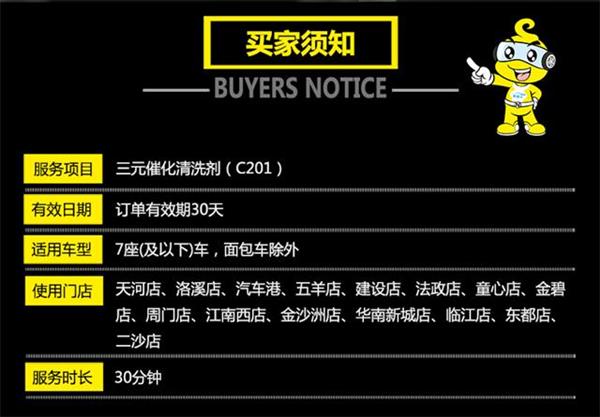 买家须知
BUYERS NOTICE
服务项目 三元催化清洗剂（C201）
有效日期 订单有效期30天
适用车型 7座(及以下)车，面包车除外
使用门店 天河店、洛溪店、汽车港、五羊店、建设店、法政店、童心店、金碧
店、周门店、江南西店、金沙洲店、华南新城店、临江店、东都店、
二沙店
服务时长 30分钟